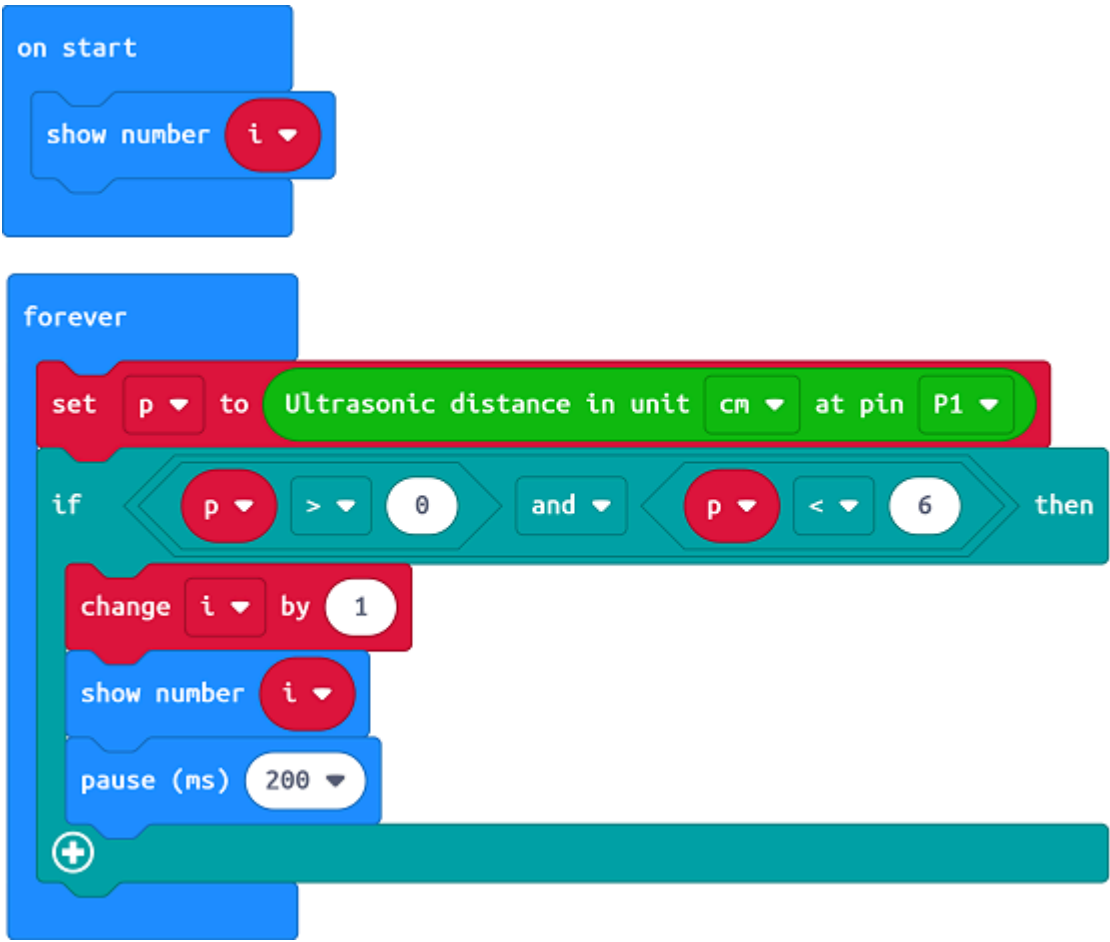 on start
show number i
forever
set p to Ultrasonic distance in unit cm at pin P1
if p > 0 and p < 6 then
change i by 1
show number i
pause (ms) 200